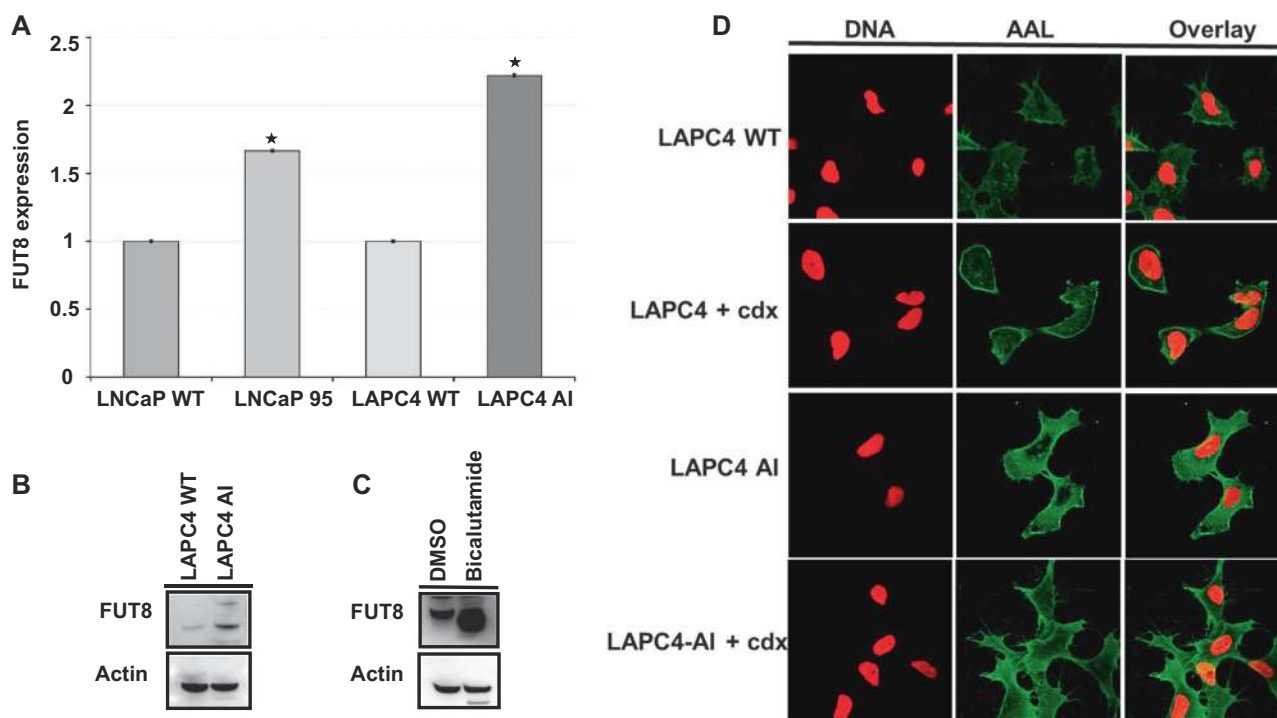 A
FUT8 expression
2.5
2
1.5
1
0.5
0
★
★
LNCaP WT LNCaP 95 LAPC4 WT LAPC4 AI
B
LAPC4 WT
LAPC4 AI
FUT8
Actin
C
DMSO
Bicalutamide
FUT8
Actin
D
DNA AAL Overlay
LAPC4 WT
LAPC4 + cdx
LAPC4 AI
LAPC4-AI + cdx